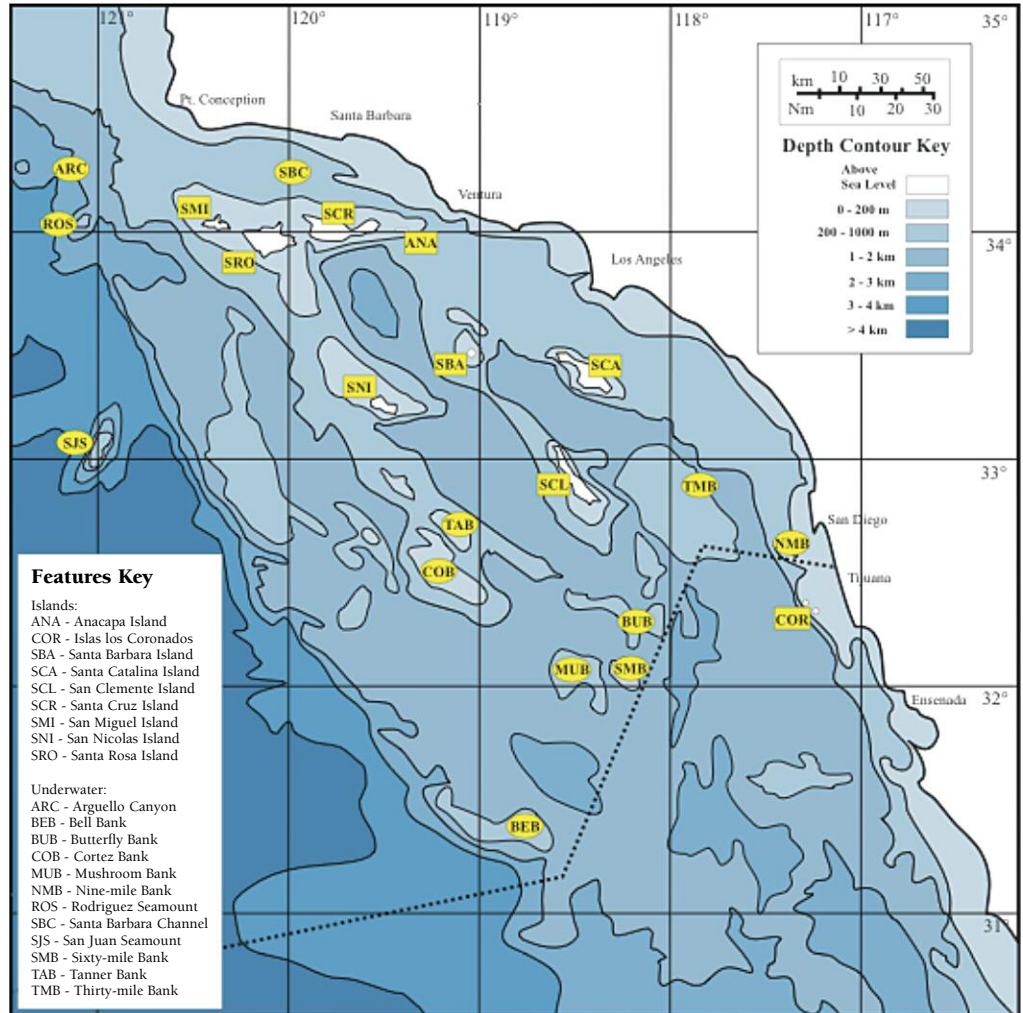 121° 120° 119° 118° 117° 35°
Pt. Conception
Santa Barbara
Ventura
Los Angeles
San Diego
Tijuana
Ensenada
34°
33°
32°
31°
km 10 30 50
Nm 10 20 30
Depth Contour Key
Above
Sea Level
0 - 200 m
200 - 1000 m
1 - 2 km
2 - 3 km
3 - 4 km
> 4 km
ARC
SBC
SMI
SCR
ROS
ANA
SRO
SBA
SCA
SNI
SJS
SCL
TMB
TAB
NMB
COB
BUB
COR
MUB
SMB
BEB
Features Key
Islands:
ANA - Anacapa Island
COR - Islas los Coronados
SBA - Santa Barbara Island
SCA - Santa Catalina Island
SCL - San Clemente Island
SCR - Santa Cruz Island
SMI - San Miguel Island
SNI - San Nicolas Island
SRO - Santa Rosa Island
Underwater:
ARC - Arguello Canyon
BEB - Bell Bank
BUB - Butterfly Bank
COB - Cortez Bank
MUB - Mushroom Bank
NMB - Nine-mile Bank
ROS - Rodriguez Seamount
SBC - Santa Barbara Channel
SJS - San Juan Seamount
SMB - Sixty-mile Bank
TAB - Tanner Bank
TMB - Thirty-mile Bank